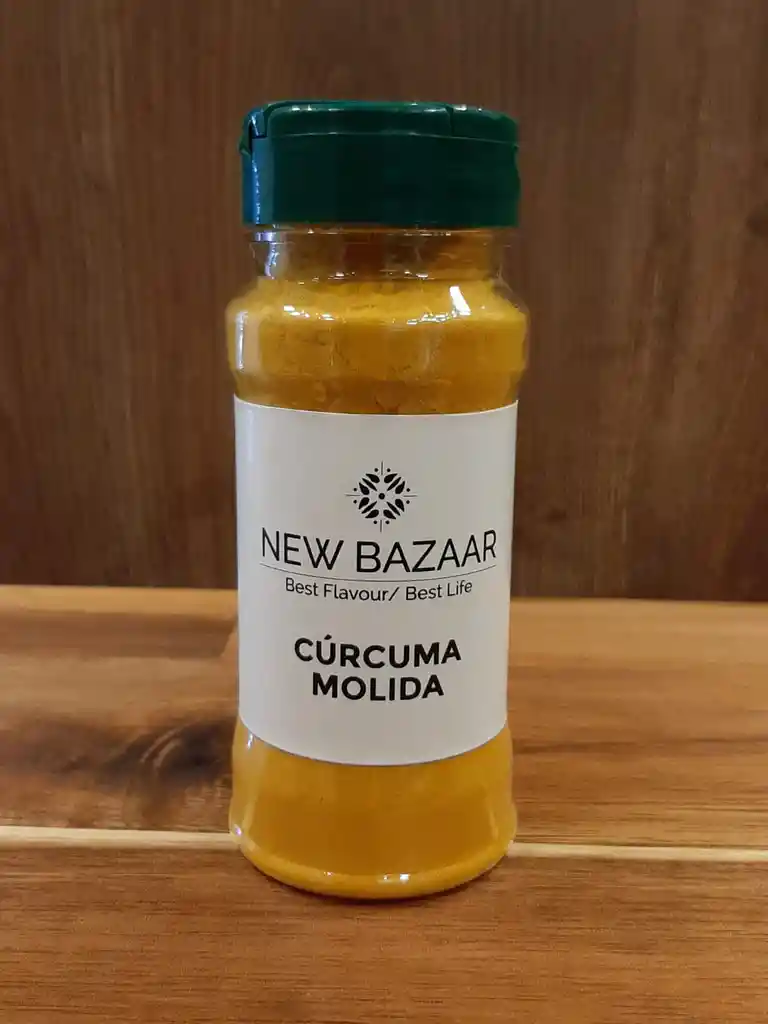 NEW BAZAAR
Best Flavour/ Best Life
CÚRCUMA
MOLIDA